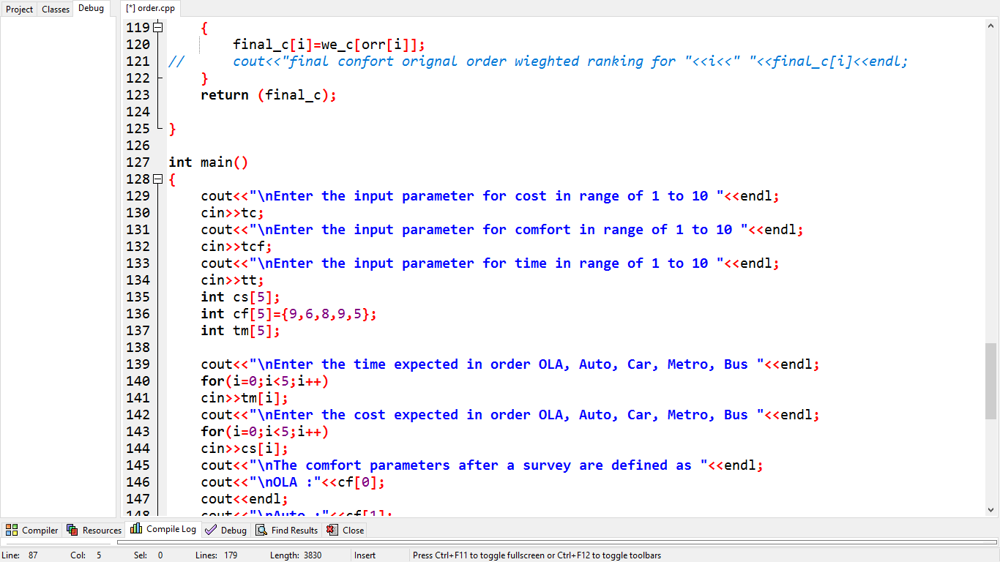 Project Classes Debug [*] order.cpp
119 {
120 final_c[i]=we_c[orr[i]];
121 // cout<<"final confort orignal order wieghted ranking for "<<i<<" "<<final_c[i]<<endl;
122 }
123 return (final_c);
124
125 }
126
127 int main()
128 {
129 cout<<"\nEnter the input parameter for cost in range of 1 to 10 "<<endl;
130 cin>>tc;
131 cout<<"\nEnter the input parameter for comfort in range of 1 to 10 "<<endl;
132 cin>>tcf;
133 cout<<"\nEnter the input parameter for time in range of 1 to 10 "<<endl;
134 cin>>tt;
135 int cs[5];
136 int cf[5]={9,6,8,9,5};
137 int tm[5];
138
139 cout<<"\nEnter the time expected in order OLA, Auto, Car, Metro, Bus "<<endl;
140 for(i=0;i<5;i++)
141 cin>>tm[i];
142 cout<<"\nEnter the cost expected in order OLA, Auto, Car, Metro, Bus "<<endl;
143 for(i=0;i<5;i++)
144 cin>>cs[i];
145 cout<<"\nThe comfort parameters after a survey are defined as "<<endl;
146 cout<<"\nOLA :"<<cf[0];
147 cout<<endl;
148 cout<<"\nAuto :"<<cf[1];
Compiler Resources Compile Log Debug Find Results Close
Line: 87 Col: 5 Sel: 0 Lines: 179 Length: 3830 Insert Press Ctrl+F11 to toggle fullscreen or Ctrl+F12 to toggle toolbars